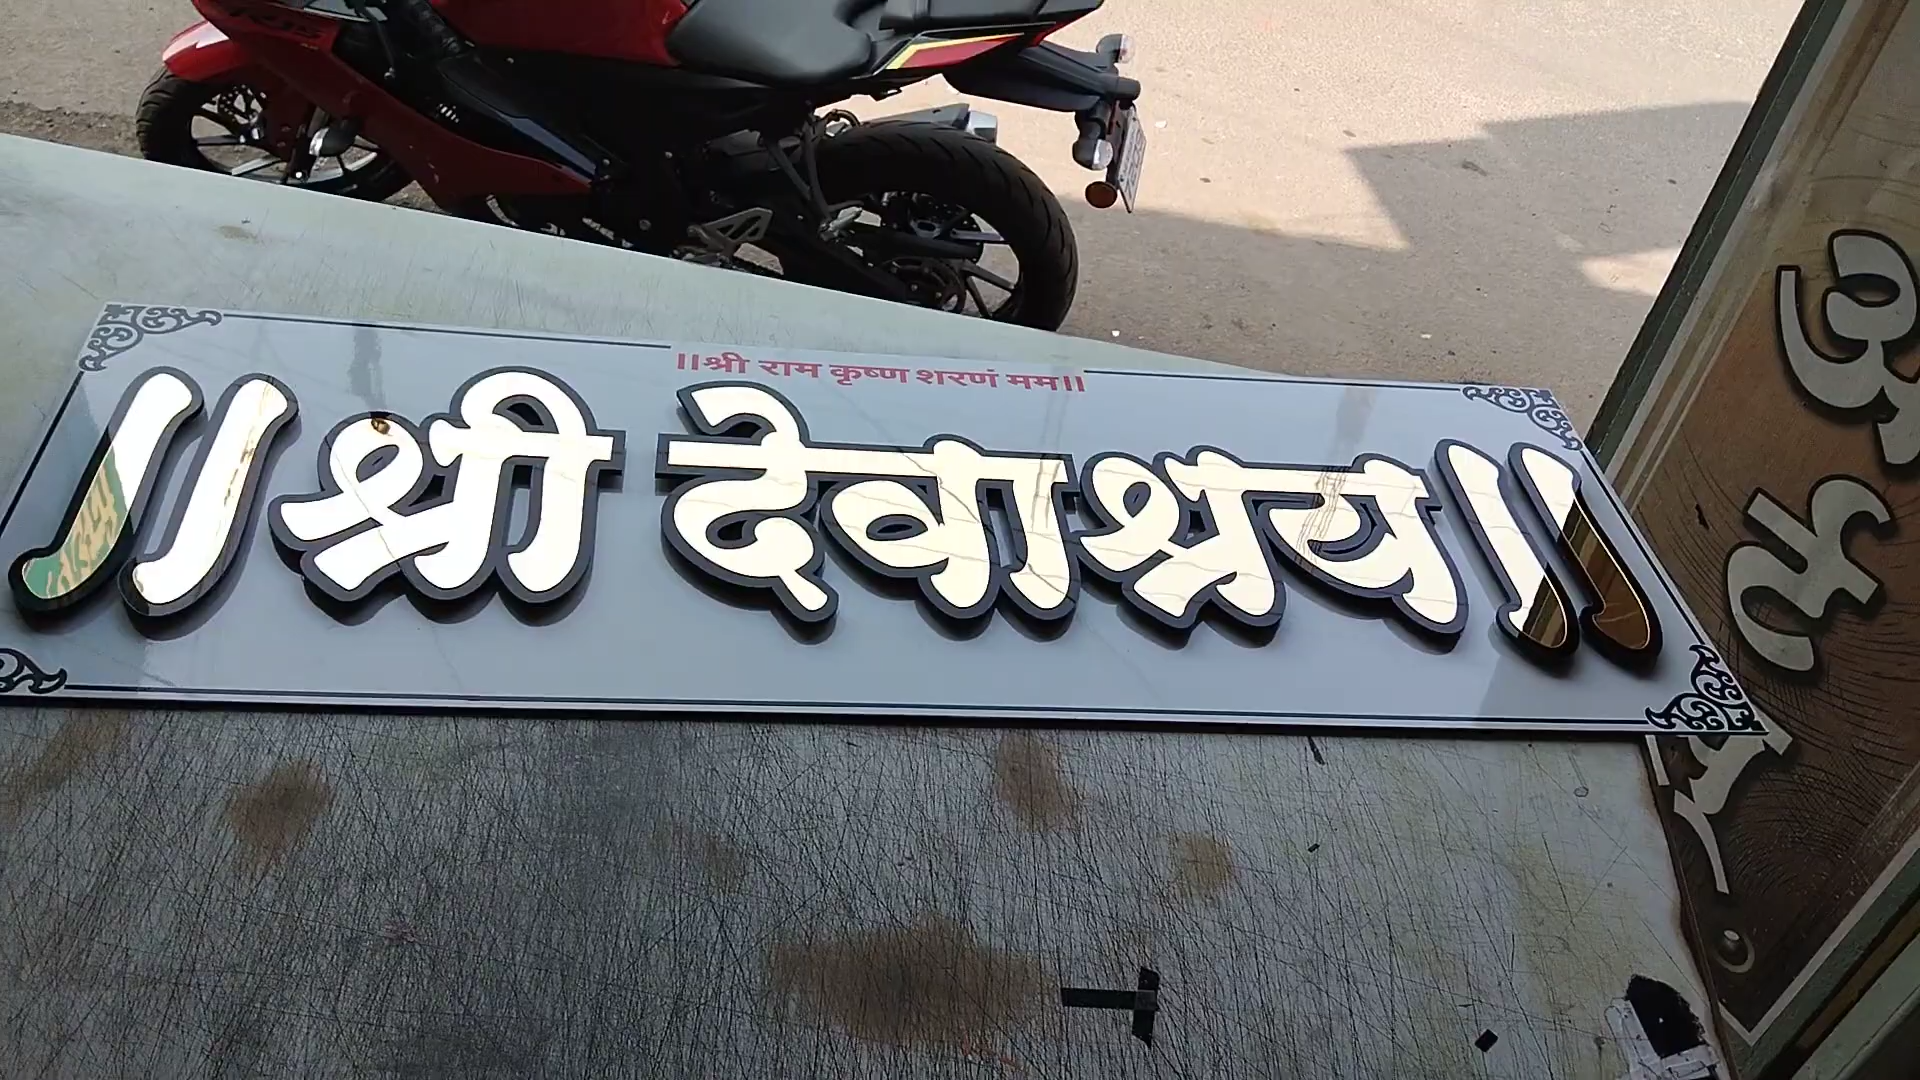 ॥श्री राम कृष्ण शरणं मम॥
॥ श्री देवाश्रय ॥